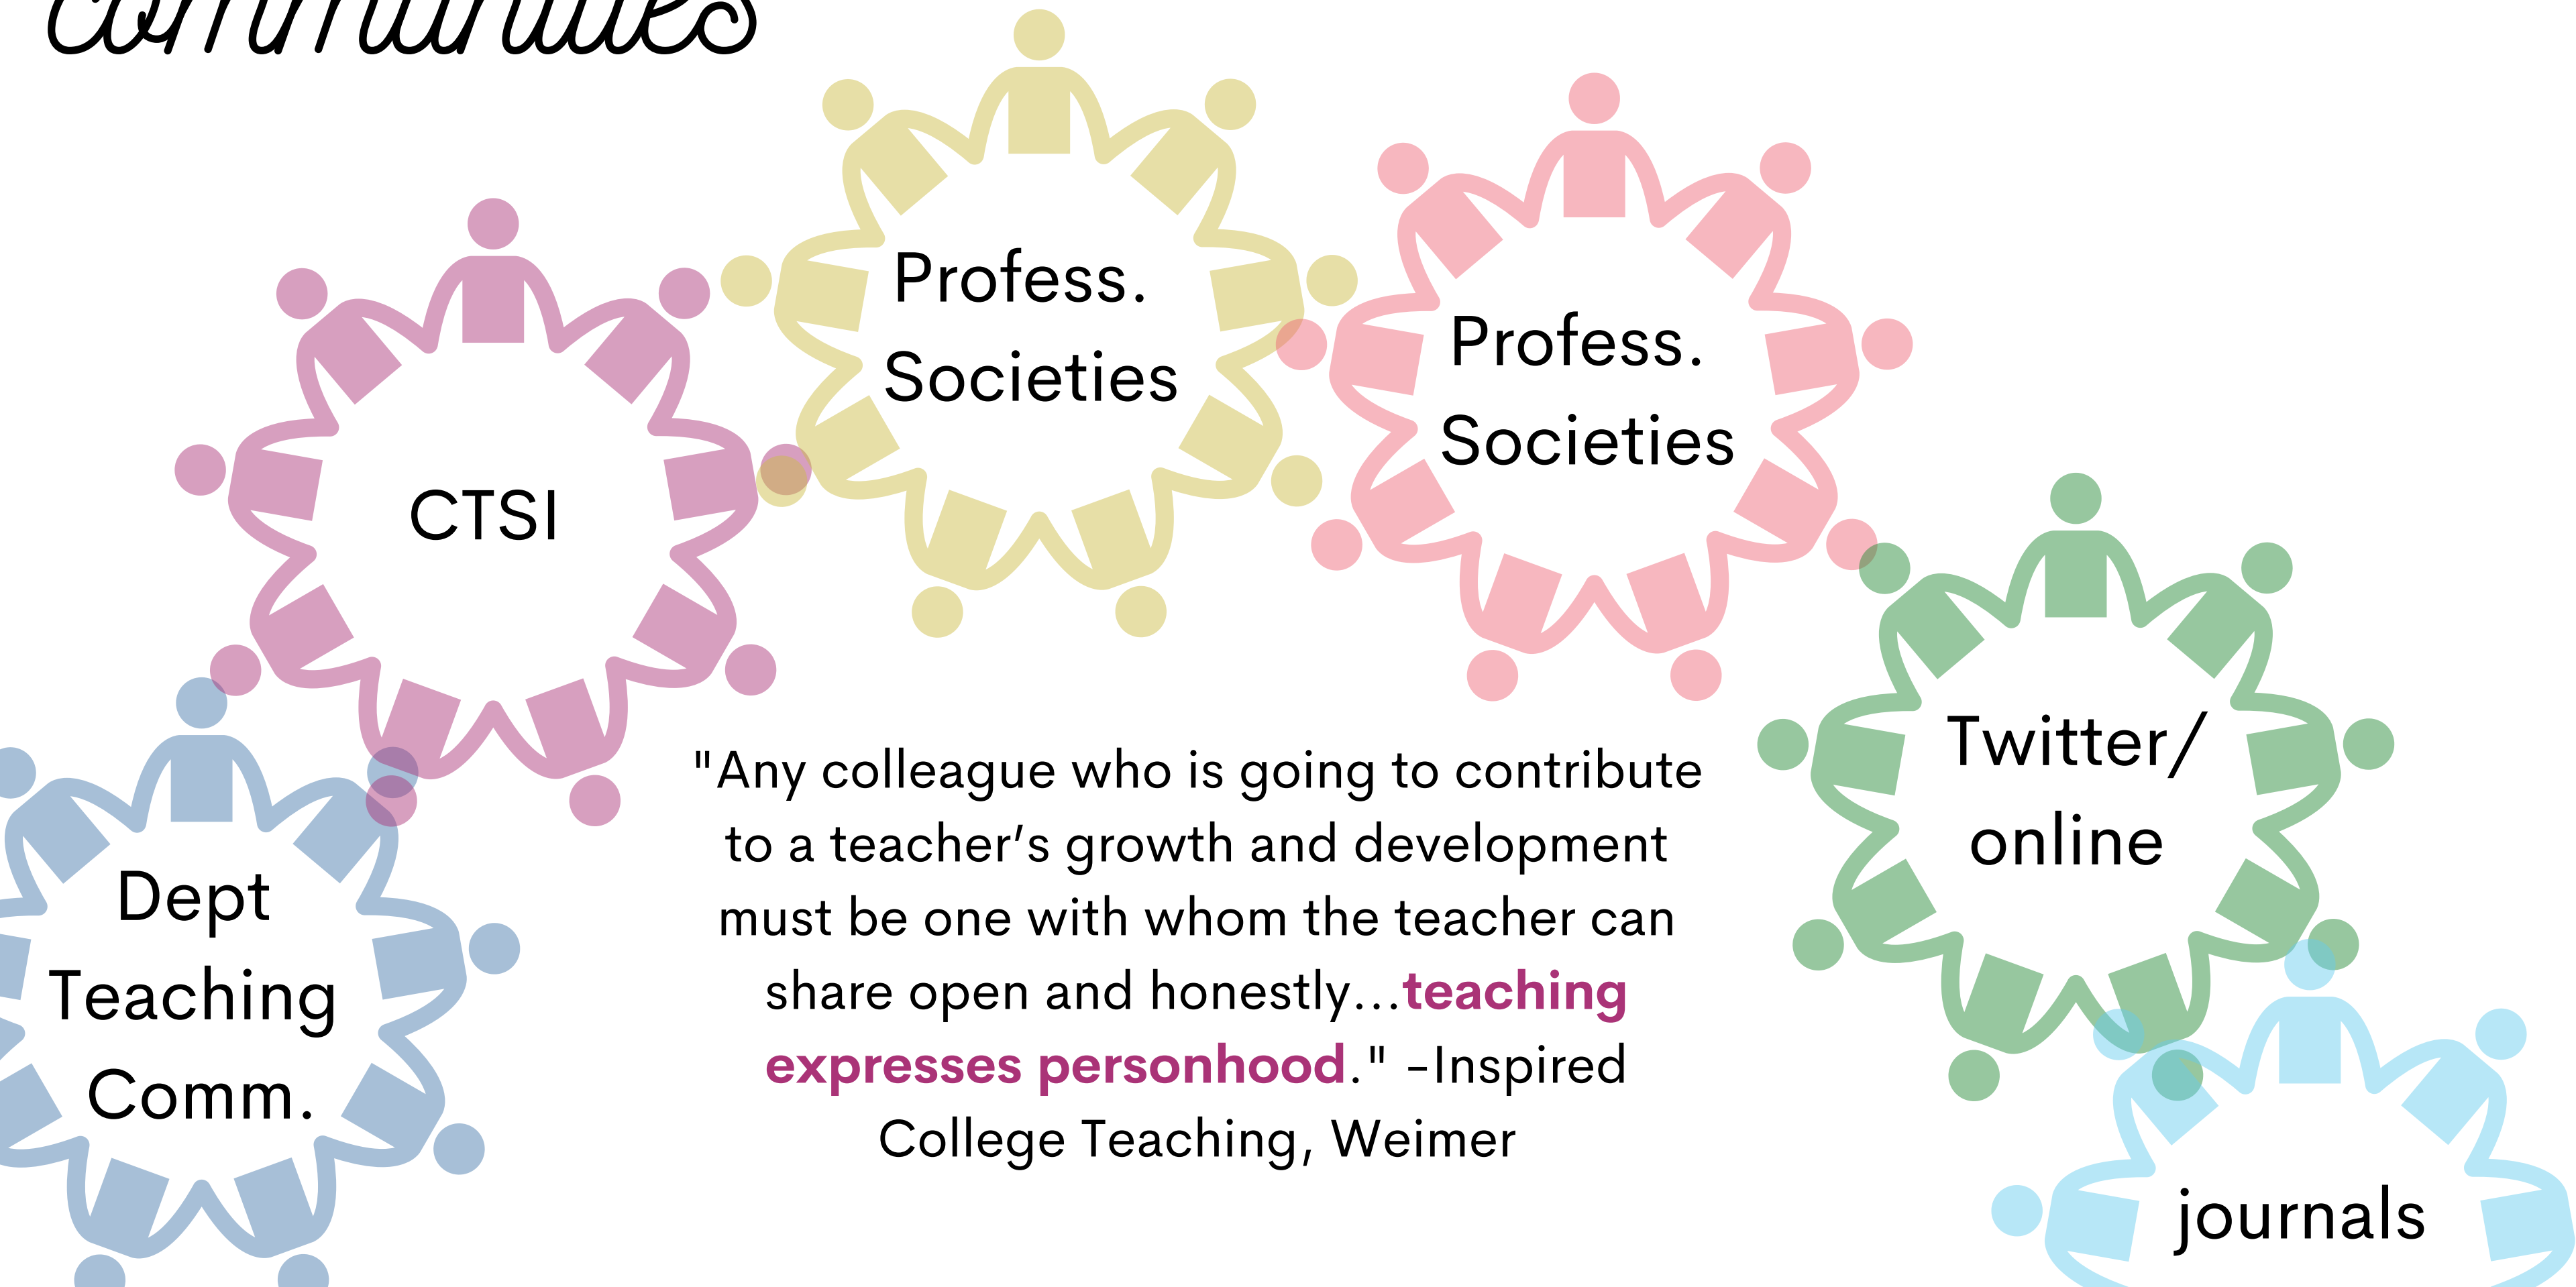 communities
Profess.
Societies
Profess.
Societies
CTSI
Twitter/
online
Dept
Teaching
Comm.
"Any colleague who is going to contribute
to a teacher’s growth and development
must be one with whom the teacher can
share open and honestly...teaching
expresses personhood." -Inspired
College Teaching, Weimer
journals